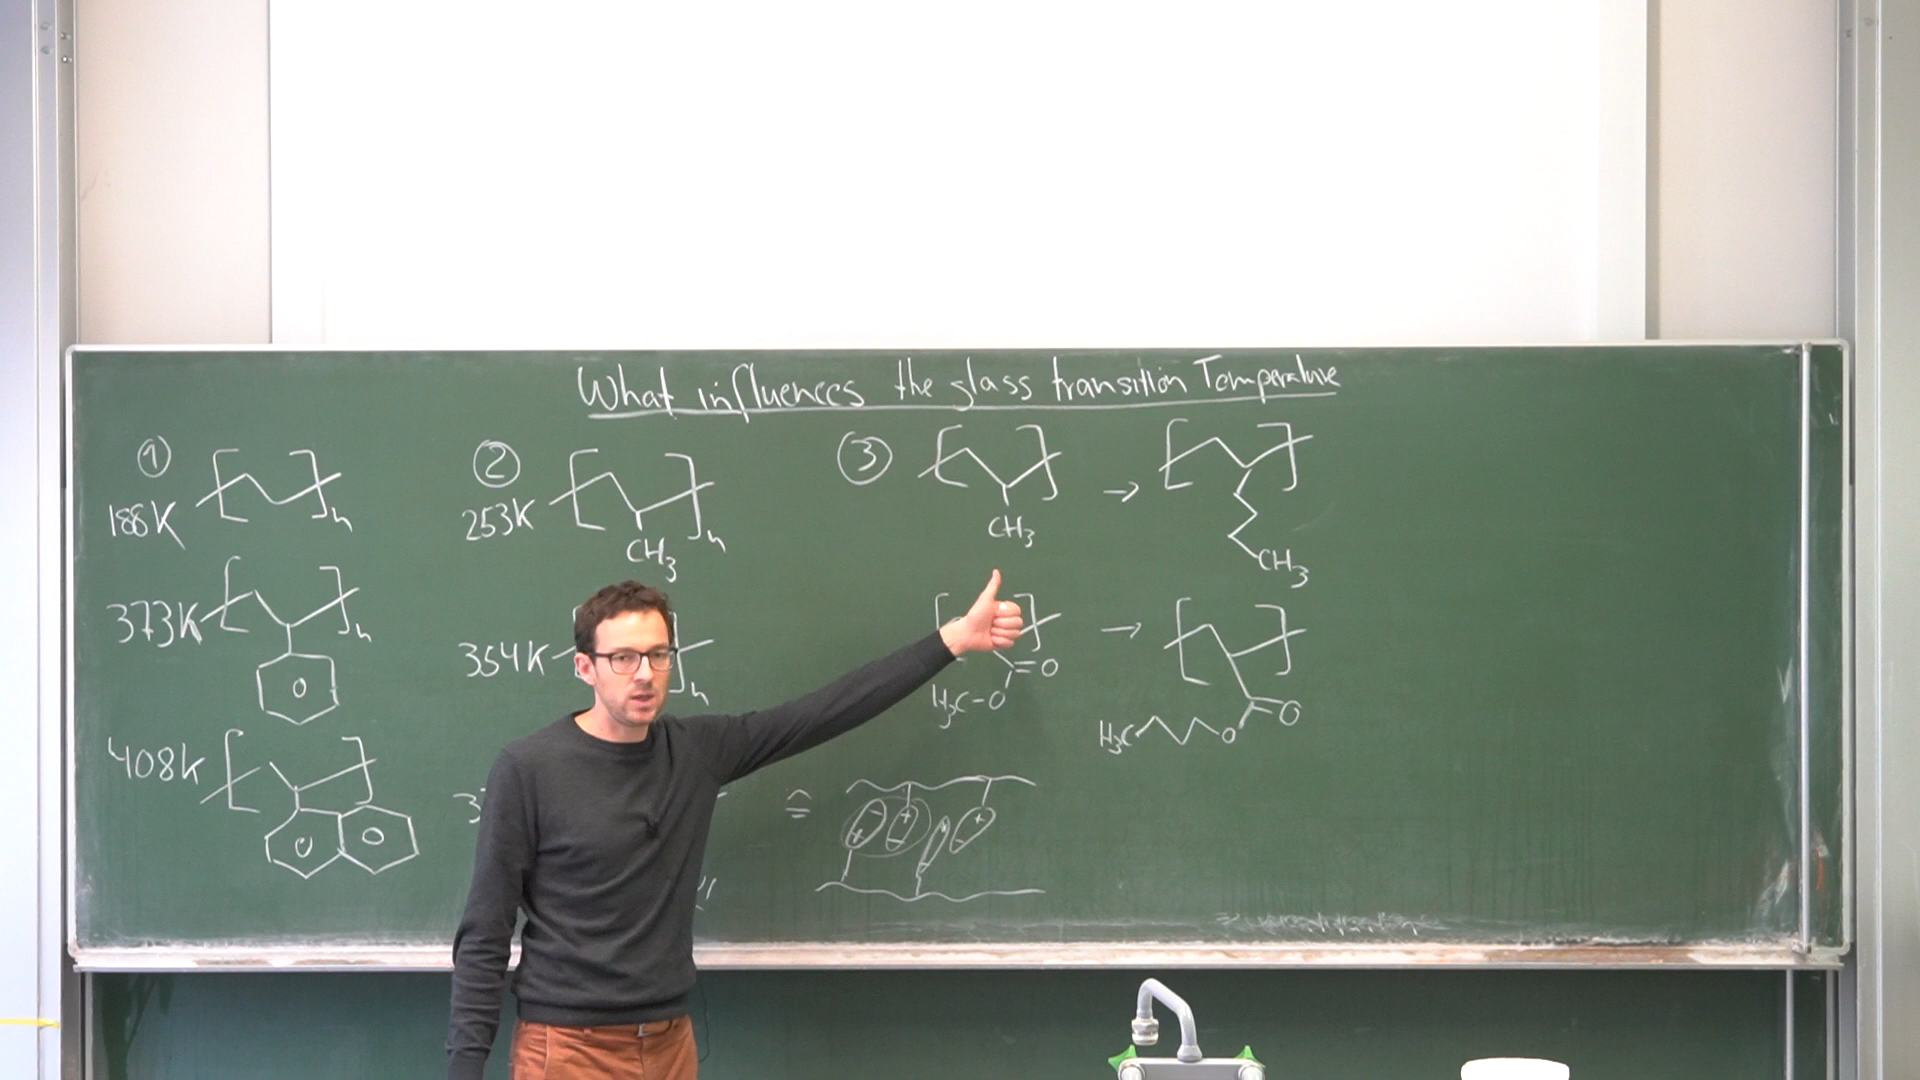 What influences the glass transition Temperature
①
188K
n
373K
n
408K
②
253K
n
CH3
354K
n
③
CH3
→
CH3
=O
H3C-O
→
O
H3C
O
≙
+
+
+